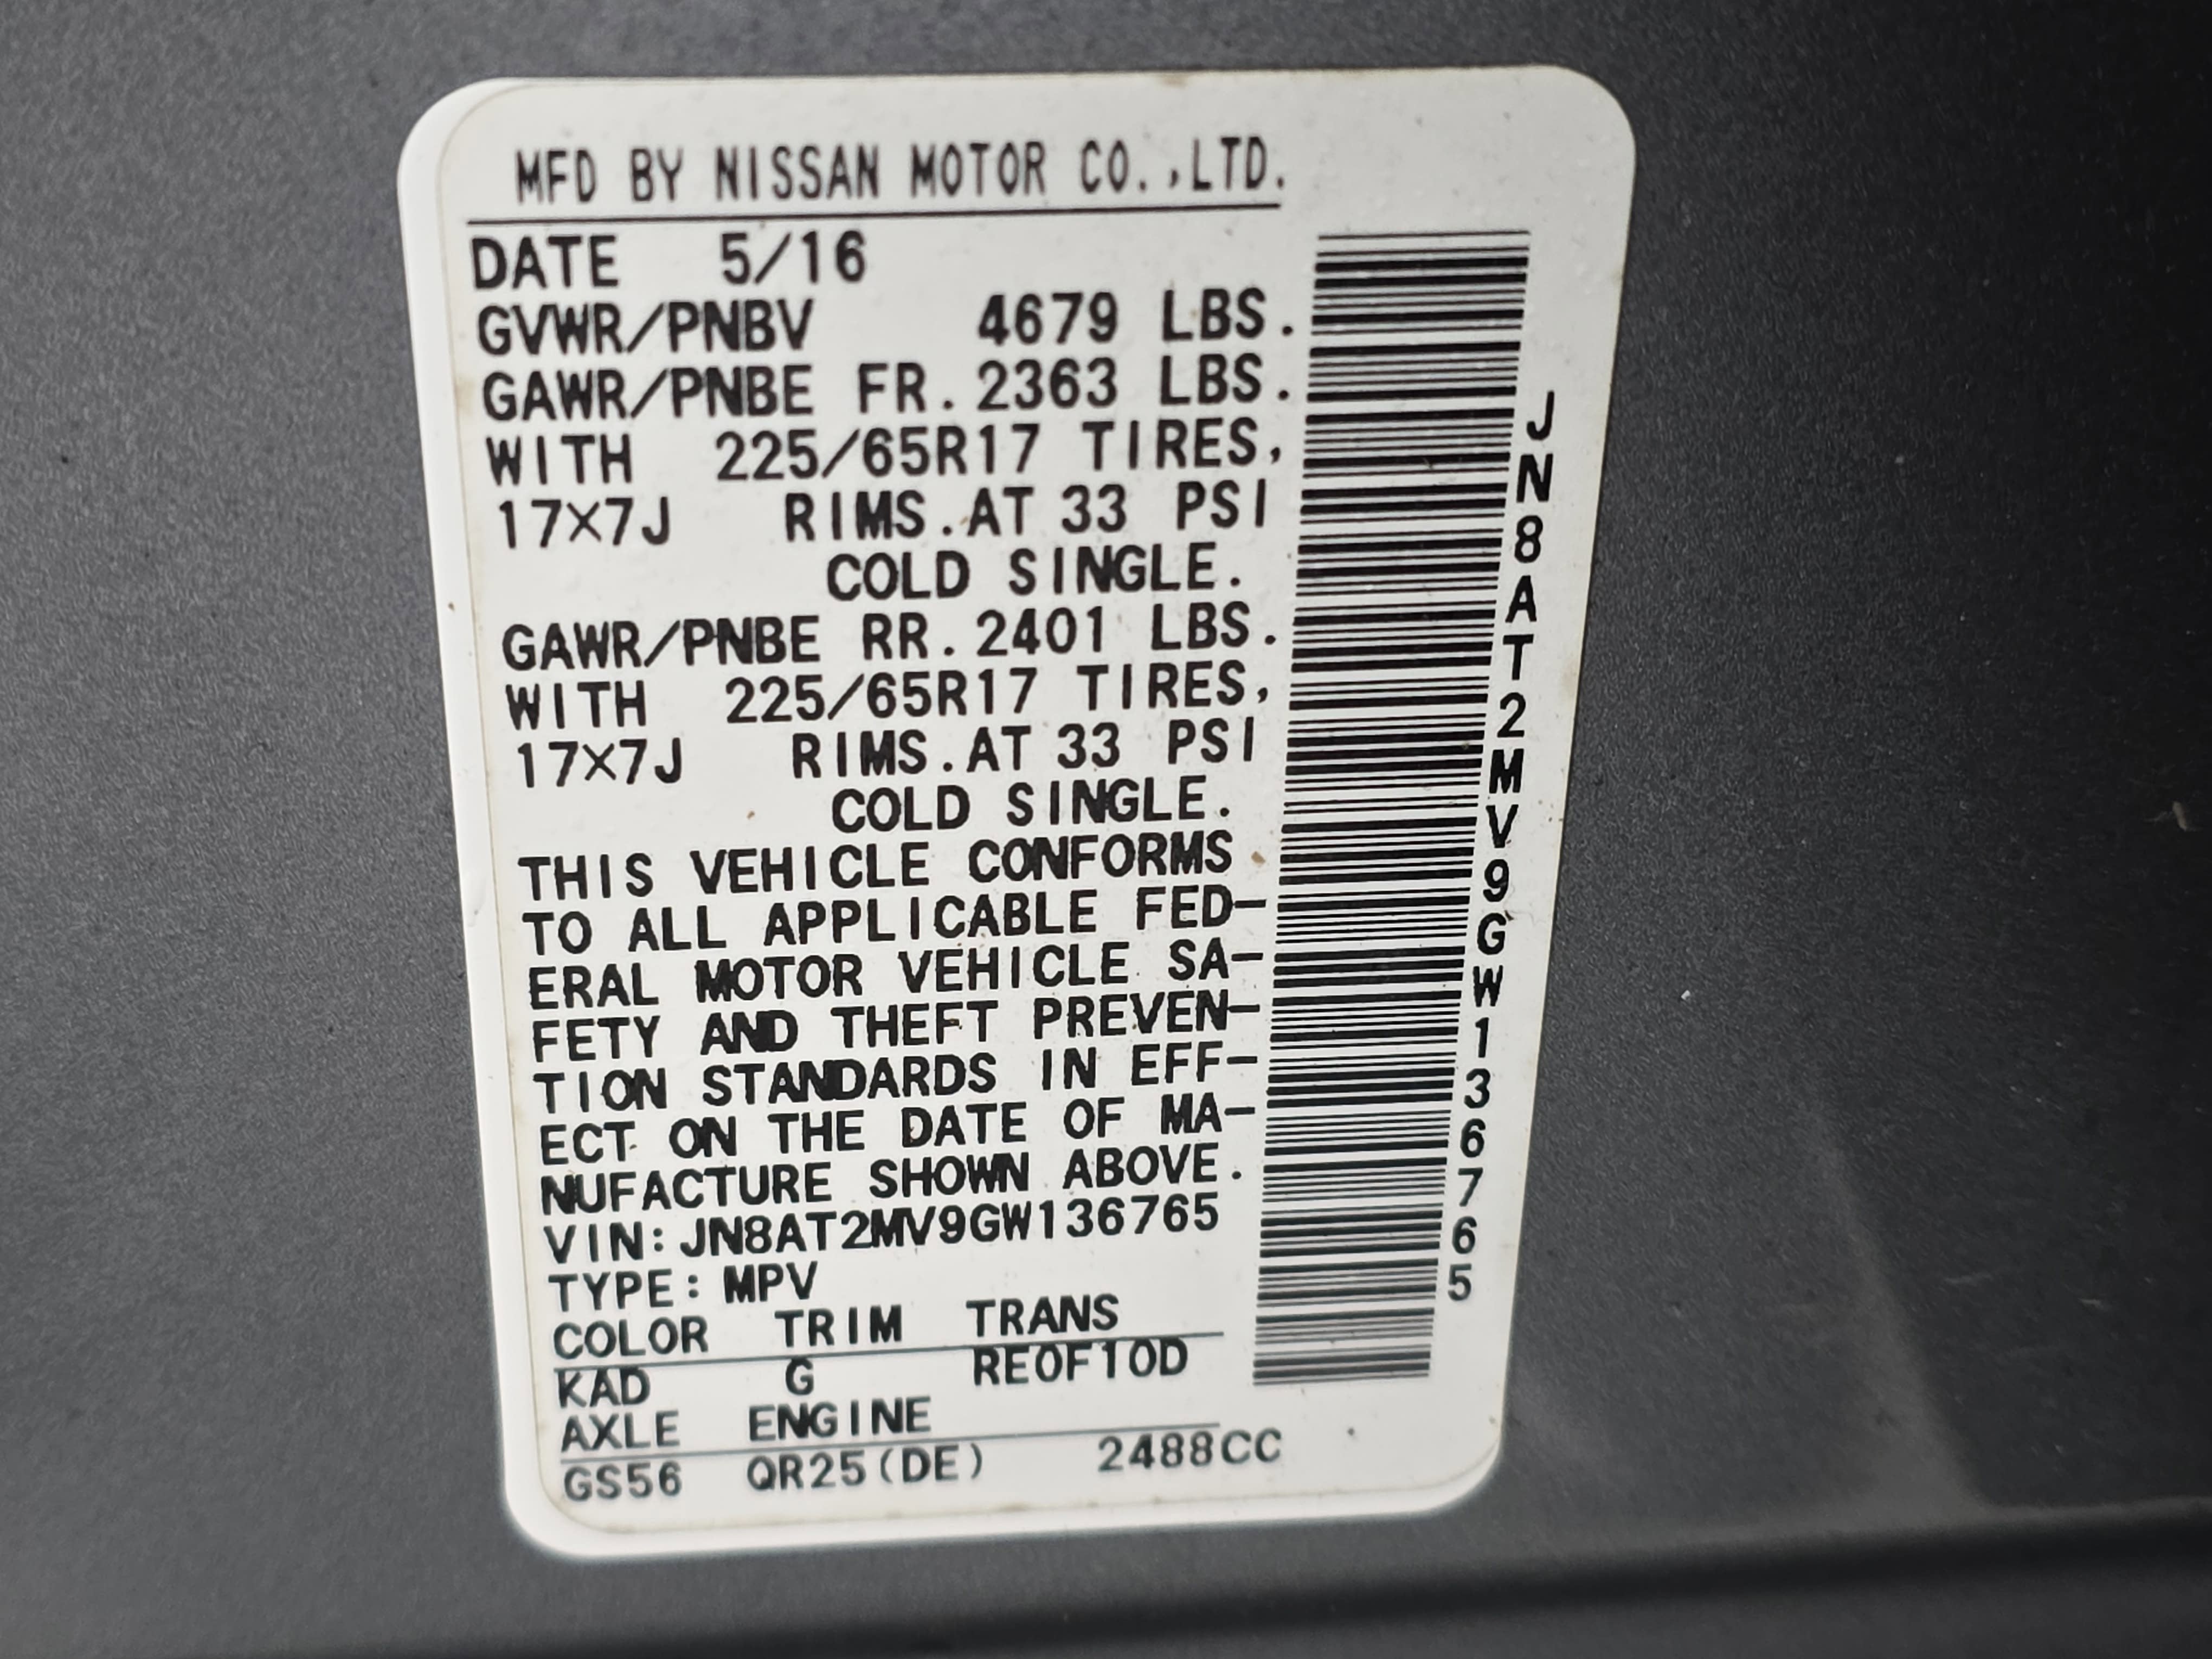 MFD BY NISSAN MOTOR CO.,LTD.
DATE 5/16
GVWR/PNBV 4679 LBS.
GAWR/PNBE FR. 2363 LBS.
WITH 225/65R17 TIRES,
17×7J RIMS. AT 33 PSI
COLD SINGLE.
GAWR/PNBE RR. 2401 LBS.
WITH 225/65R17 TIRES,
17×7J RIMS. AT 33 PSI
COLD SINGLE.
THIS VEHICLE CONFORMS
TO ALL APPLICABLE FED-
ERAL MOTOR VEHICLE SA-
FETY AND THEFT PREVEN-
TION STANDARDS IN EFF-
ECT ON THE DATE OF MA-
NUFACTURE SHOWN ABOVE.
VIN: JN8AT2MV9GW136765
TYPE: MPV
COLOR TRIM TRANS
KAD G RE0F10D
AXLE ENGINE
GS56 QR25(DE) 2488CC
JN8AT2MV9GW136765